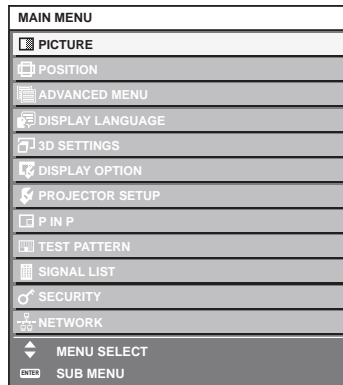 MAIN MENU
PICTURE
POSITION
ADVANCED MENU
DISPLAY LANGUAGE
3D SETTINGS
DISPLAY OPTION
PROJECTOR SETUP
P IN P
TEST PATTERN
SIGNAL LIST
SECURITY
NETWORK
MENU SELECT
ENTER SUB MENU